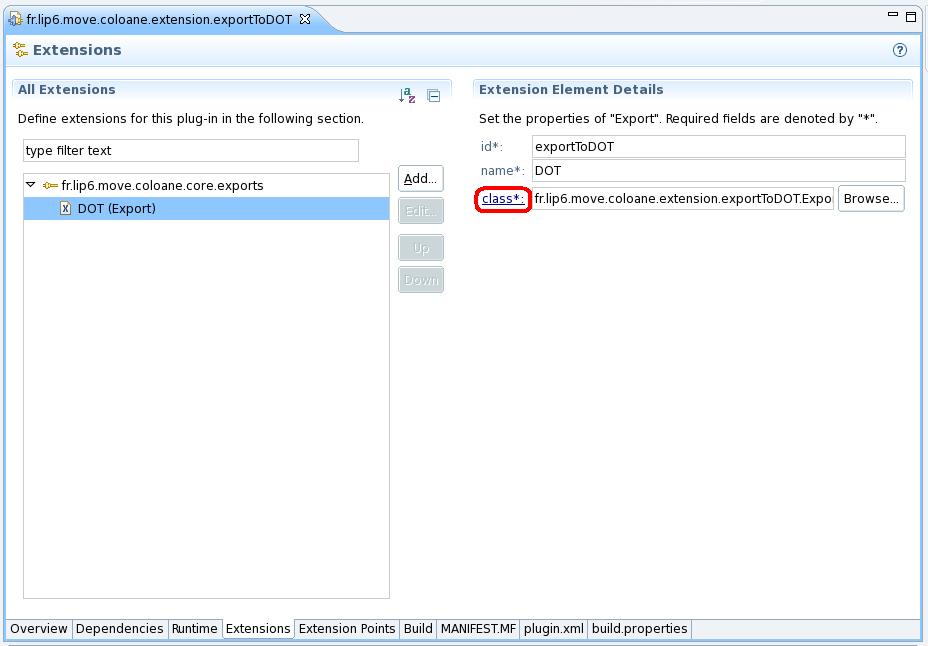 fr.lip6.move.coloane.extension.exportToDOT
Extensions
All Extensions
Define extensions for this plug-in in the following section.
type filter text
fr.lip6.move.coloane.core.exports
DOT (Export)
Add...
Edit...
Up
Down
Extension Element Details
Set the properties of "Export". Required fields are denoted by "*".
id*: exportToDOT
name*: DOT
class*: fr.lip6.move.coloane.extension.exportToDOT.Expo Browse...
Overview Dependencies Runtime Extensions Extension Points Build MANIFEST.MF plugin.xml build.properties